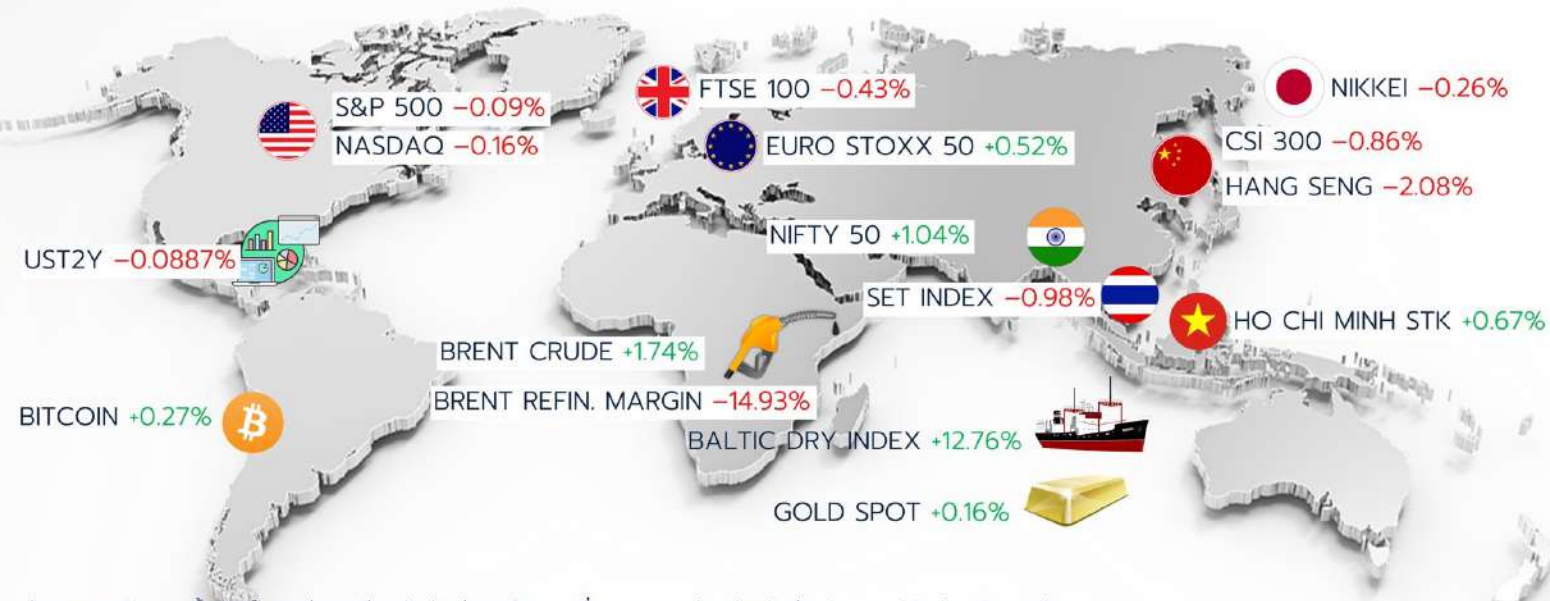 S&P 500 −0.09%
NASDAQ −0.16%
FTSE 100 −0.43%
EURO STOXX 50 +0.52%
NIKKEI −0.26%
CSI 300 −0.86%
HANG SENG −2.08%
UST2Y −0.0887%
NIFTY 50 +1.04%
SET INDEX −0.98%
HO CHI MINH STK +0.67%
BRENT CRUDE +1.74%
BRENT REFIN. MARGIN −14.93%
BITCOIN +0.27%
BALTIC DRY INDEX +12.76%
GOLD SPOT +0.16%